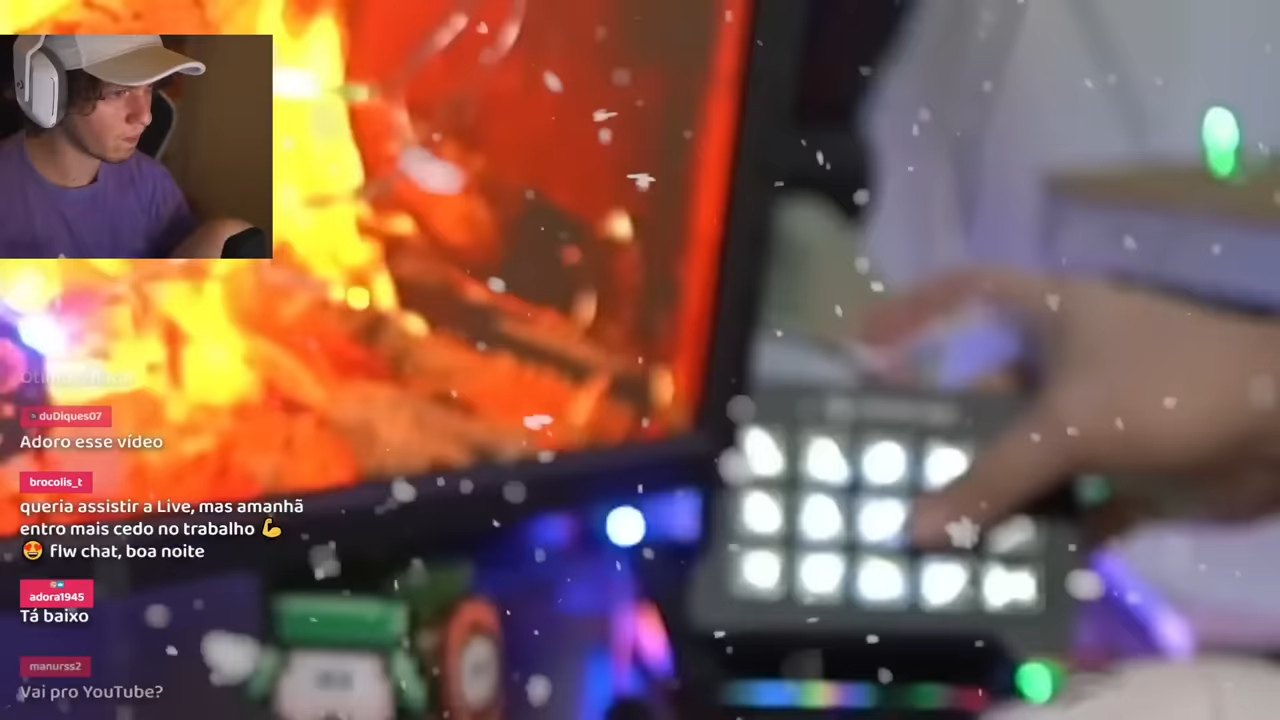 duDiques07
Adoro esse vídeo
brocolis_t
queria assistir a Live, mas amanhã
entro mais cedo no trabalho 💪
😍 flw chat, boa noite
adora1945
Tá baixo
manurss2
Vai pro YouTube?